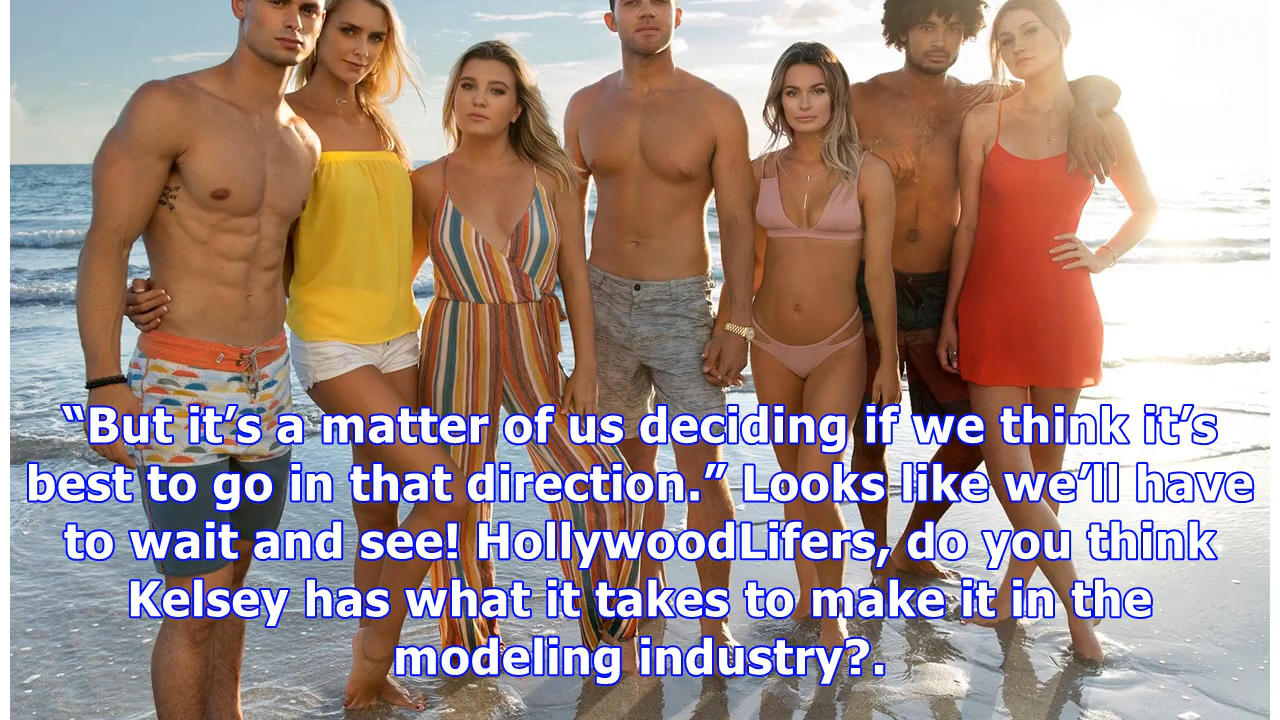 “But it’s a matter of us deciding if we think it’s
best to go in that direction.” Looks like we’ll have
to wait and see! HollywoodLifers, do you think
Kelsey has what it takes to make it in the
modeling industry?.